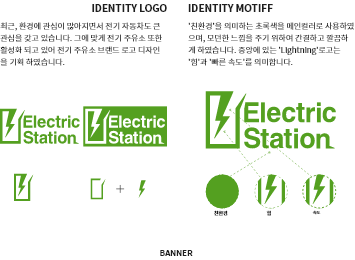 IDENTITY LOGO
최근, 환경에 관심이 많아지면서 전기 자동차도 큰
관심을 갖고 있습니다. 그에 맞게 전기 주유소 또한
활성화 되고 있어 전기 주유소 브랜드 로고 디자인
을 기획 하였습니다.
IDENTITY MOTIFF
'친환경'을 의미하는 초록색을 메인컬러로 사용하였
으며, 모던한 느낌을 주기 위하여 간결하고 깔끔하
게 하였습니다. 중앙에 있는 'Lightning'로고는
'힘'과 '빠른 속도'을 의미합니다.
Electric
Station
Electric
Station
Electric
Station
친환경
힘
속도
BANNER